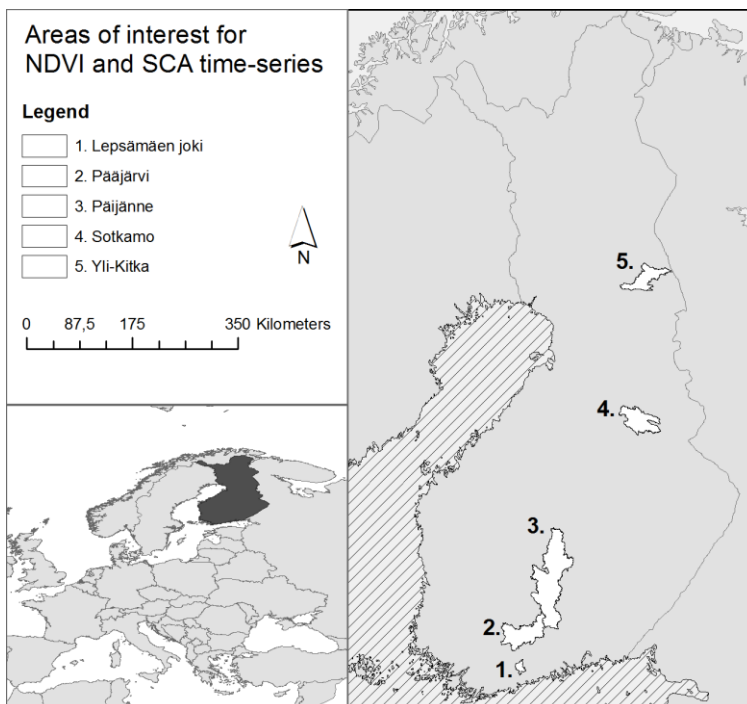 Areas of interest for
NDVI and SCA time-series
Legend
1. Lepsämäen joki
2. Pääjärvi
3. Päijänne
4. Sotkamo
5. Yli-Kitka
N
0 87,5 175 350 Kilometers
5.
4.
3.
2.
1.